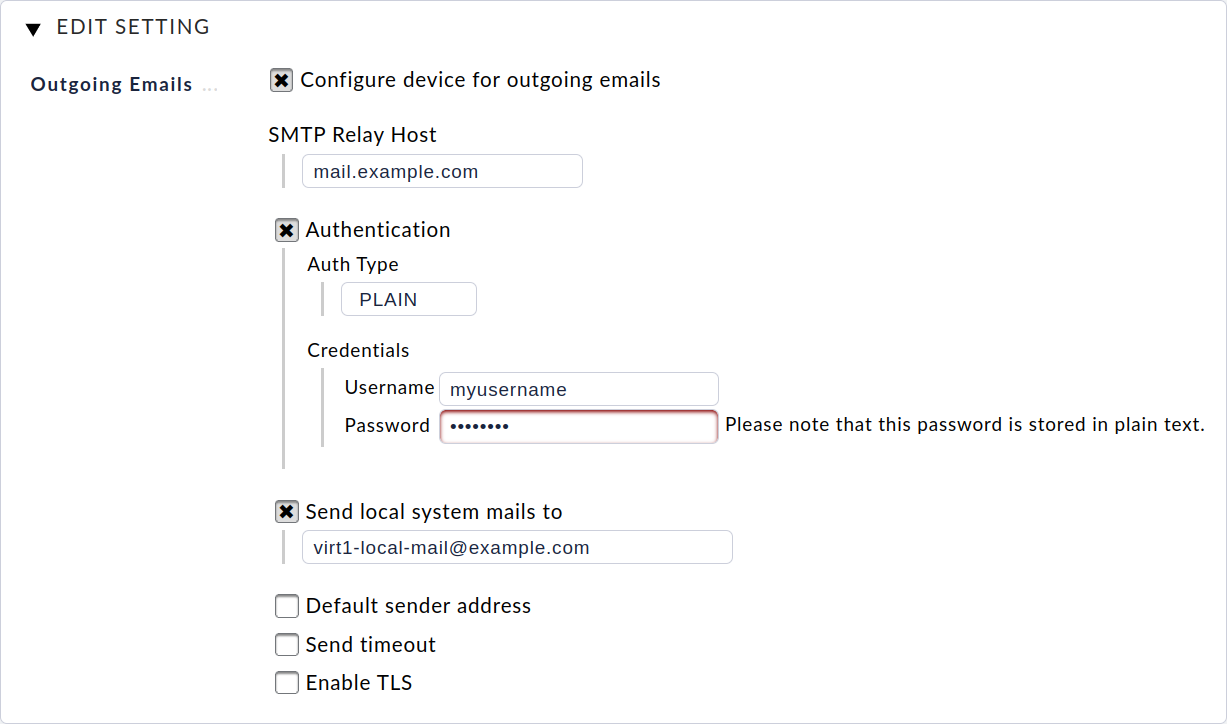 EDIT SETTING
Outgoing Emails ...
Configure device for outgoing emails
SMTP Relay Host
mail.example.com
Authentication
Auth Type
PLAIN
Credentials
Username myusername
Password •••••••• Please note that this password is stored in plain text.
Send local system mails to
virt1-local-mail@example.com
Default sender address
Send timeout
Enable TLS